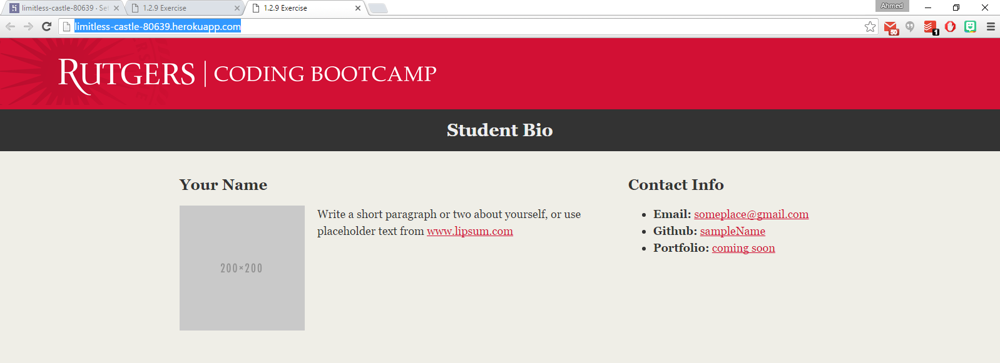 limitless-castle-80639 · Set
1.2.9 Exercise
1.2.9 Exercise
Ahmed
limitless-castle-80639.herokuapp.com
50
1
RUTGERS | CODING BOOTCAMP
Student Bio
Your Name
Write a short paragraph or two about yourself, or use
placeholder text from www.lipsum.com
200×200
Contact Info
Email: someplace@gmail.com
Github: sampleName
Portfolio: coming soon